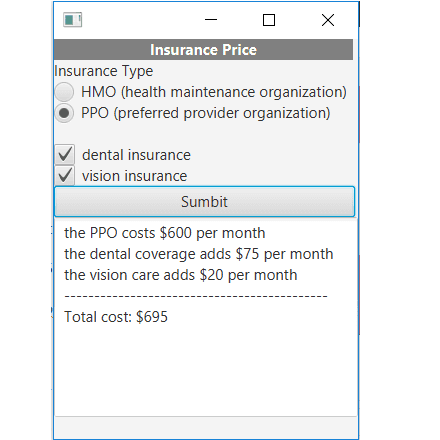 Insurance Price
Insurance Type
HMO (health maintenance organization)
PPO (preferred provider organization)
dental insurance
vision insurance
Sumbit
the PPO costs $600 per month
the dental coverage adds $75 per month
the vision care adds $20 per month
--------------------------------------------
Total cost: $695